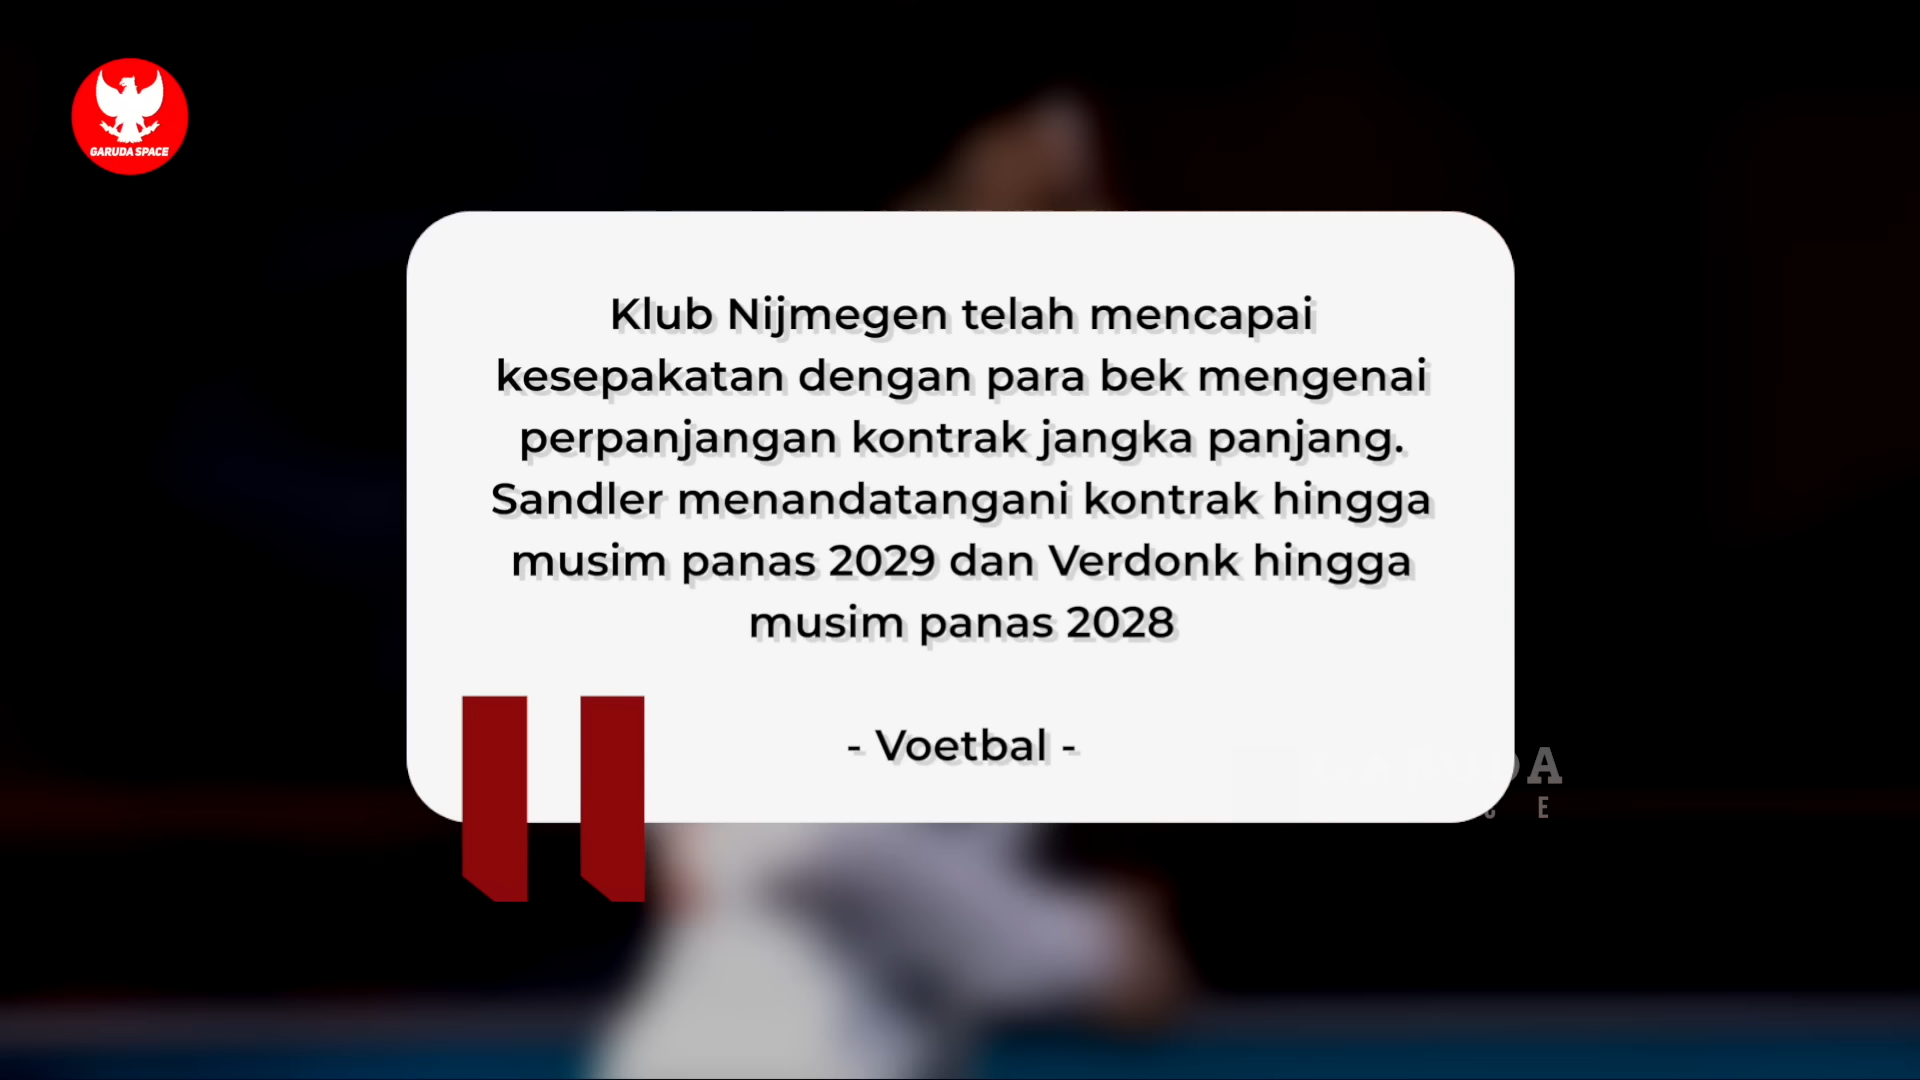 GARUDA SPACE
Klub Nijmegen telah mencapai
kesepakatan dengan para bek mengenai
perpanjangan kontrak jangka panjang.
Sandler menandatangani kontrak hingga
musim panas 2029 dan Verdonk hingga
musim panas 2028
- Voetbal -